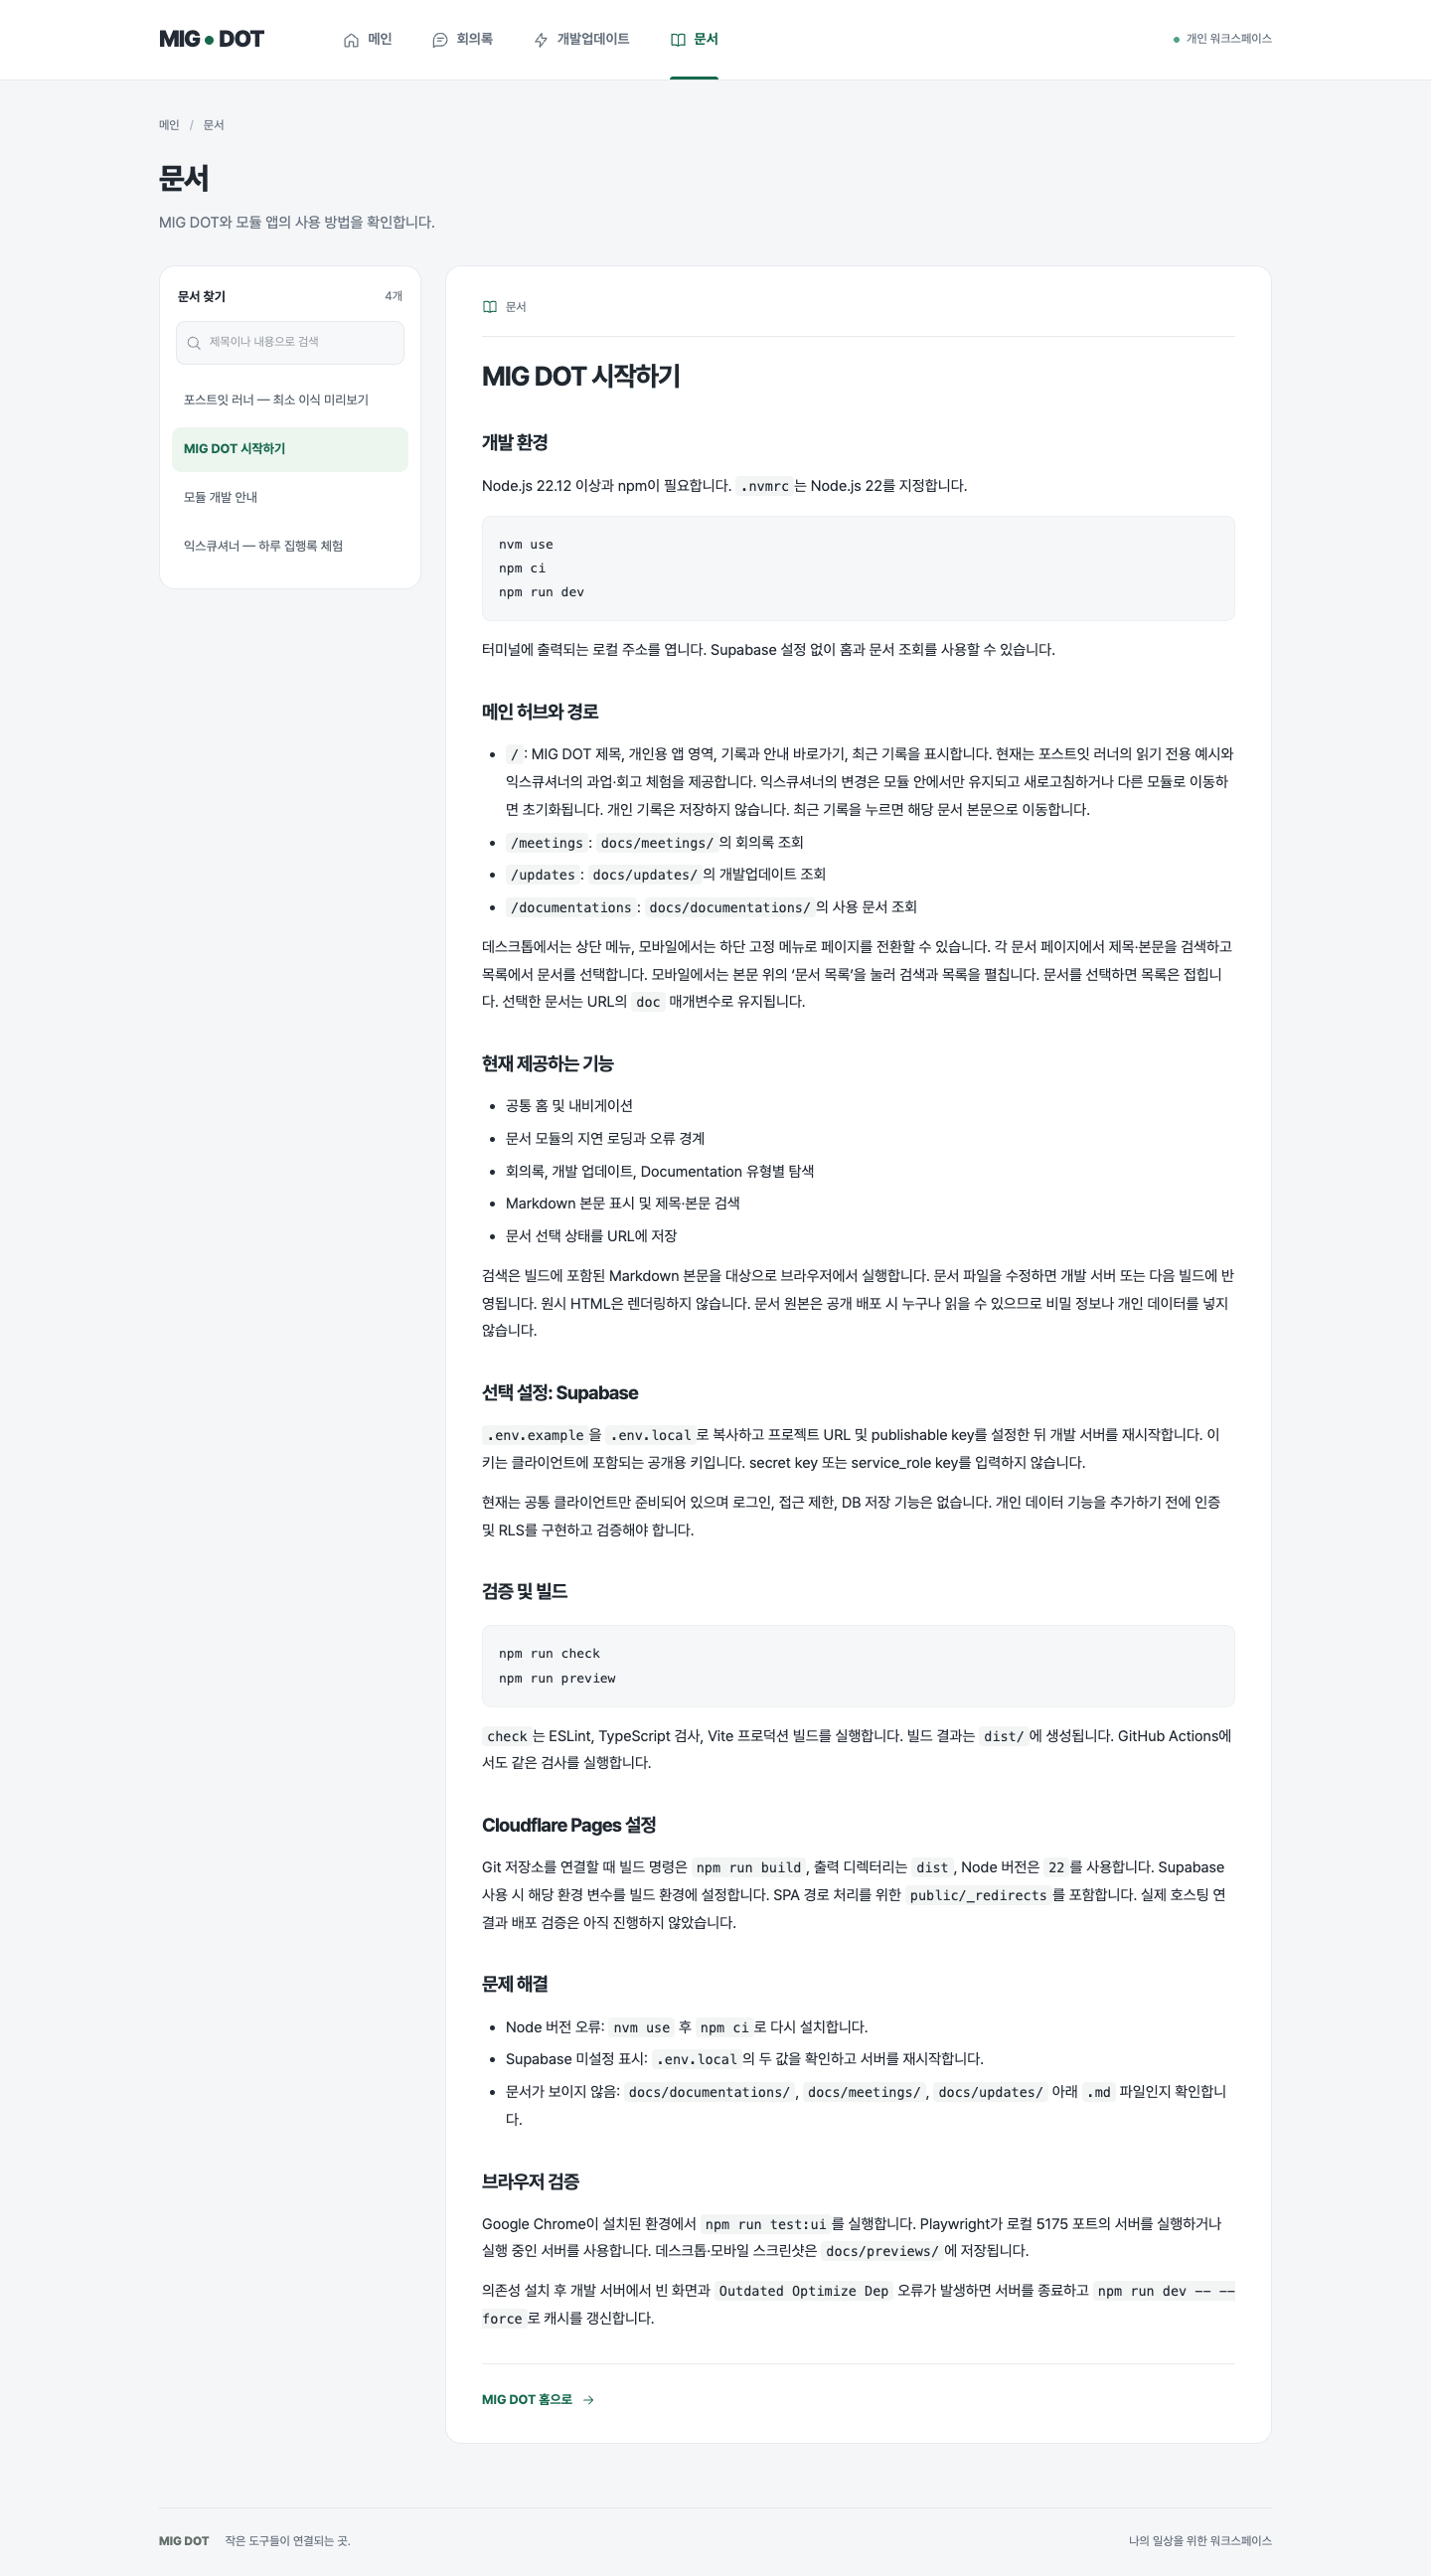 MIG DOT
메인
회의록
개발업데이트
문서
개인 워크스페이스
메인 / 문서
문서
MIG DOT와 모듈 앱의 사용 방법을 확인합니다.
문서 찾기
4개
제목이나 내용으로 검색
포스트잇 러너 — 최소 이식 미리보기
MIG DOT 시작하기
모듈 개발 안내
익스큐셔너 — 하루 집행록 체험
문서
MIG DOT 시작하기
개발 환경
Node.js 22.12 이상과 npm이 필요합니다. .nvmrc 는 Node.js 22를 지정합니다.
nvm use
npm ci
npm run dev
터미널에 출력되는 로컬 주소를 엽니다. Supabase 설정 없이 홈과 문서 조회를 사용할 수 있습니다.
메인 허브와 경로
/ : MIG DOT 제목, 개인용 앱 영역, 기록과 안내 바로가기, 최근 기록을 표시합니다. 현재는 포스트잇 러너의 읽기 전용 예시와
익스큐셔너의 과업·회고 체험을 제공합니다. 익스큐셔너의 변경은 모듈 안에서만 유지되고 새로고침하거나 다른 모듈로 이동하
면 초기화됩니다. 개인 기록은 저장하지 않습니다. 최근 기록을 누르면 해당 문서 본문으로 이동합니다.
/meetings : docs/meetings/ 의 회의록 조회
/updates : docs/updates/ 의 개발업데이트 조회
/documentations : docs/documentations/ 의 사용 문서 조회
데스크톱에서는 상단 메뉴, 모바일에서는 하단 고정 메뉴로 페이지를 전환할 수 있습니다. 각 문서 페이지에서 제목·본문을 검색하고
목록에서 문서를 선택합니다. 모바일에서는 본문 위의 ‘문서 목록’을 눌러 검색과 목록을 펼칩니다. 문서를 선택하면 목록은 접힙니
다. 선택한 문서는 URL의 doc 매개변수로 유지됩니다.
현재 제공하는 기능
공통 홈 및 내비게이션
문서 모듈의 지연 로딩과 오류 경계
회의록, 개발 업데이트, Documentation 유형별 탐색
Markdown 본문 표시 및 제목·본문 검색
문서 선택 상태를 URL에 저장
검색은 빌드에 포함된 Markdown 본문을 대상으로 브라우저에서 실행합니다. 문서 파일을 수정하면 개발 서버 또는 다음 빌드에 반
영됩니다. 원시 HTML은 렌더링하지 않습니다. 문서 원본은 공개 배포 시 누구나 읽을 수 있으므로 비밀 정보나 개인 데이터를 넣지
않습니다.
선택 설정: Supabase
.env.example 을 .env.local 로 복사하고 프로젝트 URL 및 publishable key를 설정한 뒤 개발 서버를 재시작합니다. 이
키는 클라이언트에 포함되는 공개용 키입니다. secret key 또는 service_role key를 입력하지 않습니다.
현재는 공통 클라이언트만 준비되어 있으며 로그인, 접근 제한, DB 저장 기능은 없습니다. 개인 데이터 기능을 추가하기 전에 인증
및 RLS를 구현하고 검증해야 합니다.
검증 및 빌드
npm run check
npm run preview
check 는 ESLint, TypeScript 검사, Vite 프로덕션 빌드를 실행합니다. 빌드 결과는 dist/ 에 생성됩니다. GitHub Actions에
서도 같은 검사를 실행합니다.
Cloudflare Pages 설정
Git 저장소를 연결할 때 빌드 명령은 npm run build , 출력 디렉터리는 dist , Node 버전은 22 를 사용합니다. Supabase
사용 시 해당 환경 변수를 빌드 환경에 설정합니다. SPA 경로 처리를 위한 public/_redirects 를 포함합니다. 실제 호스팅 연
결과 배포 검증은 아직 진행하지 않았습니다.
문제 해결
Node 버전 오류: nvm use 후 npm ci 로 다시 설치합니다.
Supabase 미설정 표시: .env.local 의 두 값을 확인하고 서버를 재시작합니다.
문서가 보이지 않음: docs/documentations/ , docs/meetings/ , docs/updates/ 아래 .md 파일인지 확인합니
다.
브라우저 검증
Google Chrome이 설치된 환경에서 npm run test:ui 를 실행합니다. Playwright가 로컬 5175 포트의 서버를 실행하거나
실행 중인 서버를 사용합니다. 데스크톱·모바일 스크린샷은 docs/previews/ 에 저장됩니다.
의존성 설치 후 개발 서버에서 빈 화면과 Outdated Optimize Dep 오류가 발생하면 서버를 종료하고 npm run dev -- --
force 로 캐시를 갱신합니다.
MIG DOT 홈으로 →
MIG DOT 작은 도구들이 연결되는 곳.
나의 일상을 위한 워크스페이스